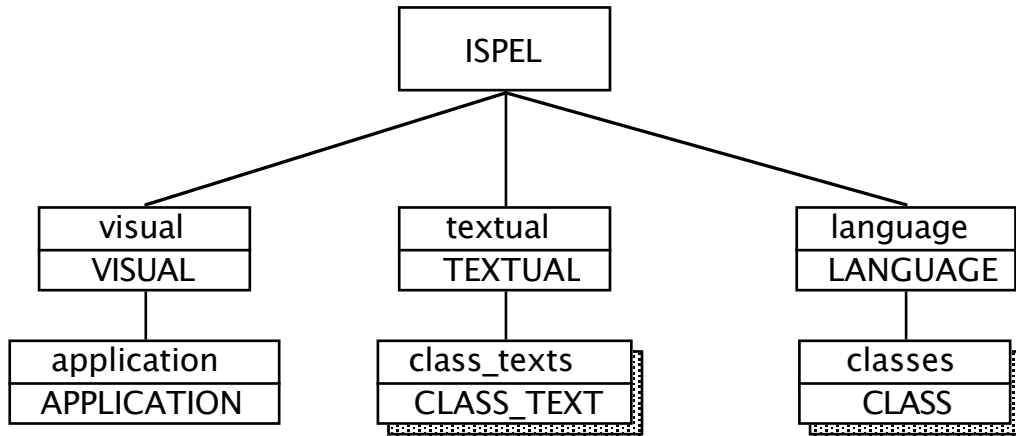 ISPEL
visual
VISUAL
textual
TEXTUAL
language
LANGUAGE
application
APPLICATION
class_texts
CLASS_TEXT
classes
CLASS